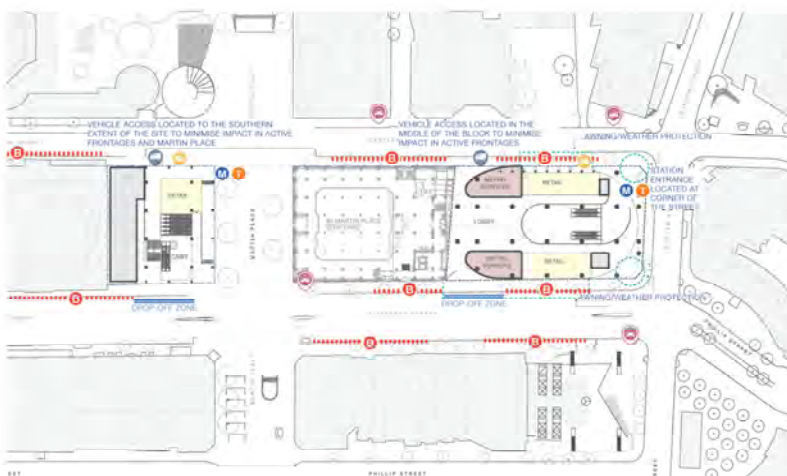 VEHICLE ACCESS LOCATED TO THE SOUTHERN
EXTENT OF THE SITE TO MINIMISE IMPACT IN ACTIVE
FRONTAGES AND MARTIN PLACE
VEHICLE ACCESS LOCATED IN THE
MIDDLE OF THE BLOCK TO MINIMISE
IMPACT IN ACTIVE FRONTAGES
AWNING/WEATHER PROTECTION
B
B
B
M
T
STATION
ENTRANCE
LOCATED AT
CORNER OF
THE STREET
M
T
RETAIL
LOBBY
MARTIN PLACE
RETAIL
B
B
B
DROP-OFF ZONE
DROP-OFF ZONE
AWNING/WEATHER PROTECTION
B
B
PHILLIP STREET
PHILLIP STREET